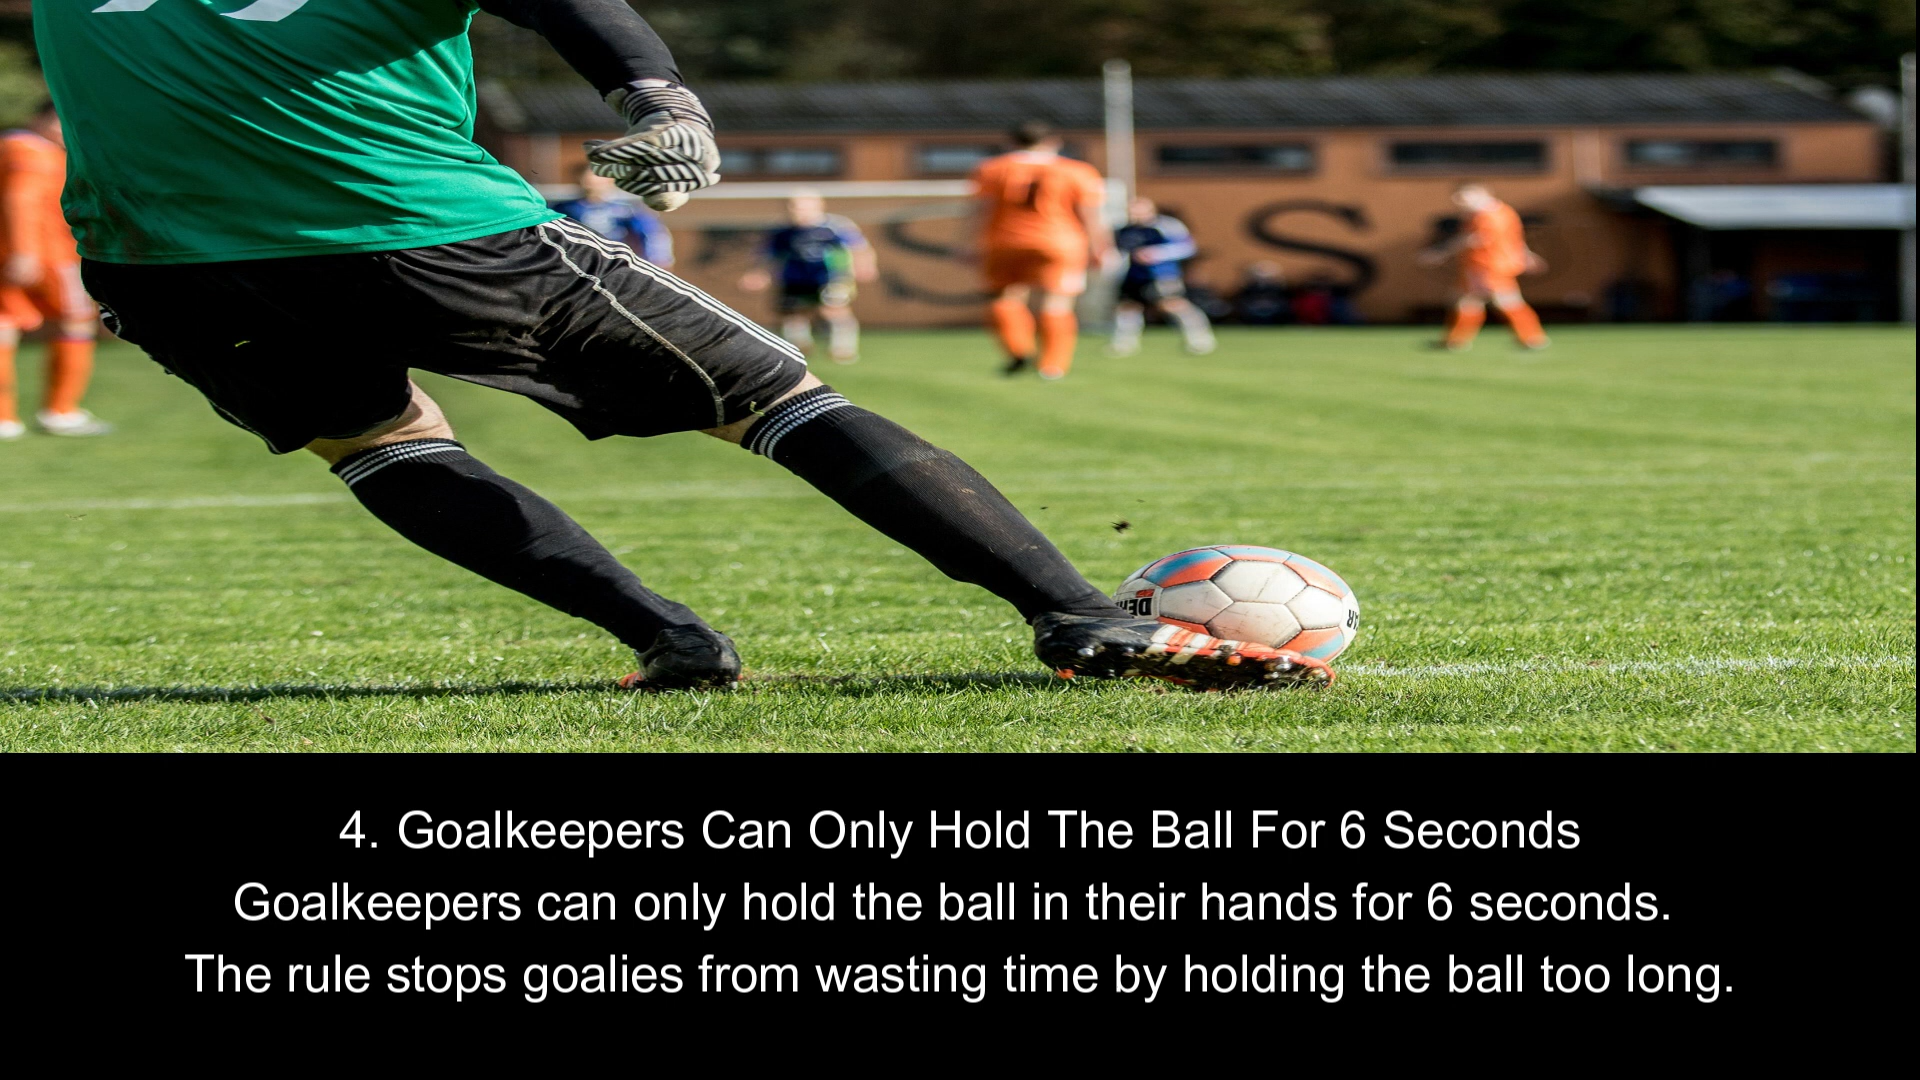 SAS
4. Goalkeepers Can Only Hold The Ball For 6 Seconds
Goalkeepers can only hold the ball in their hands for 6 seconds.
The rule stops goalies from wasting time by holding the ball too long.